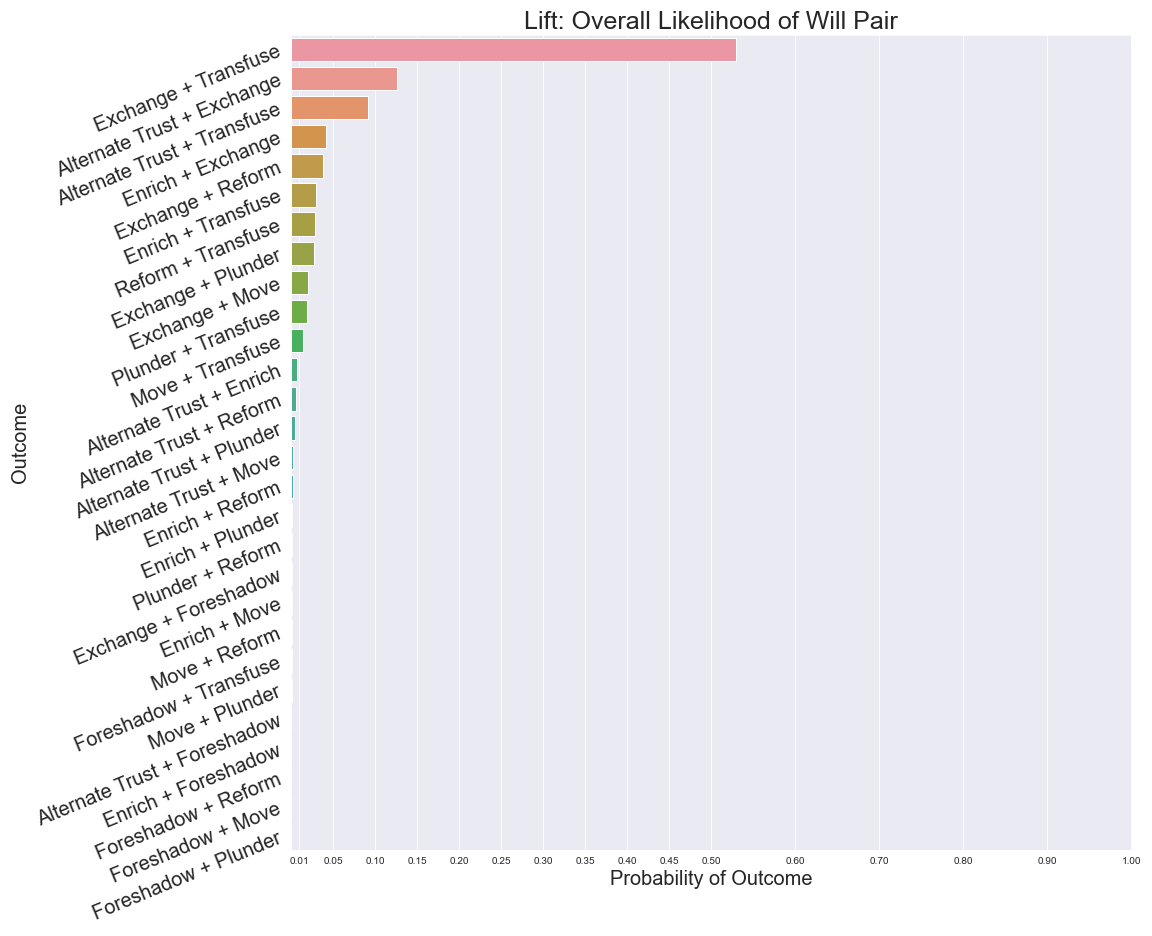 Lift: Overall Likelihood of Will Pair
Exchange + Transfuse
Alternate Trust + Exchange
Alternate Trust + Transfuse
Enrich + Exchange
Exchange + Reform
Enrich + Transfuse
Reform + Transfuse
Exchange + Plunder
Exchange + Move
Plunder + Transfuse
Move + Transfuse
Alternate Trust + Enrich
Alternate Trust + Reform
Alternate Trust + Plunder
Alternate Trust + Move
Enrich + Reform
Enrich + Plunder
Plunder + Reform
Exchange + Foreshadow
Enrich + Move
Move + Reform
Foreshadow + Transfuse
Move + Plunder
Alternate Trust + Foreshadow
Enrich + Foreshadow
Foreshadow + Reform
Foreshadow + Move
Foreshadow + Plunder
Outcome
0.01 0.05 0.10 0.15 0.20 0.25 0.30 0.35 0.40 0.45 0.50 0.60 0.70 0.80 0.90 1.00
Probability of Outcome